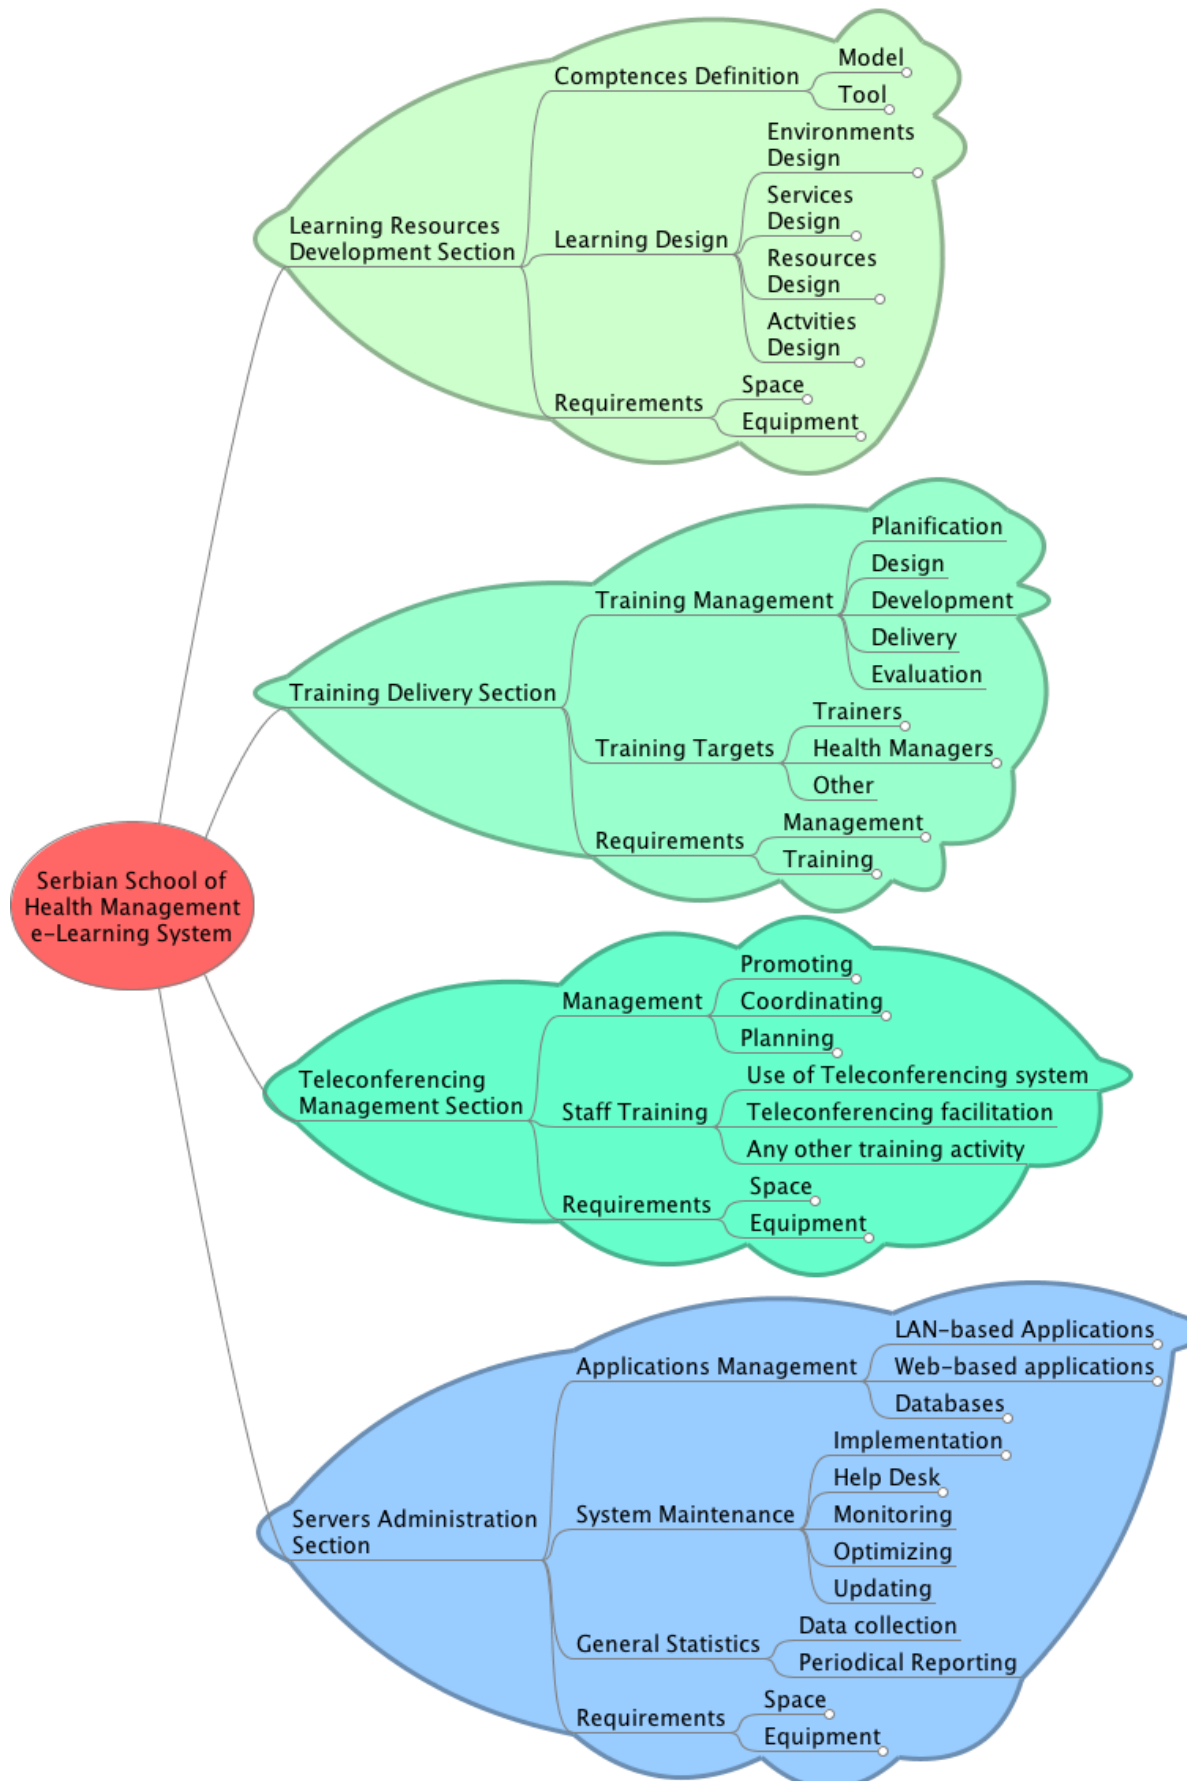 Model
Comptences Definition
Tool
Environments
Design
Services
Design
Learning Resources
Development Section
Learning Design
Resources
Design
Actvities
Design
Space
Requirements
Equipment
Planification
Design
Training Management
Development
Delivery
Evaluation
Training Delivery Section
Trainers
Training Targets
Health Managers
Other
Management
Requirements
Training
Serbian School of
Health Management
e-Learning System
Promoting
Management
Coordinating
Planning
Teleconferencing
Management Section
Use of Teleconferencing system
Staff Training
Teleconferencing facilitation
Any other training activity
Space
Requirements
Equipment
LAN-based Applications
Applications Management
Web-based applications
Databases
Implementation
Help Desk
Servers Administration
Section
System Maintenance
Monitoring
Optimizing
Updating
Data collection
General Statistics
Periodical Reporting
Space
Requirements
Equipment